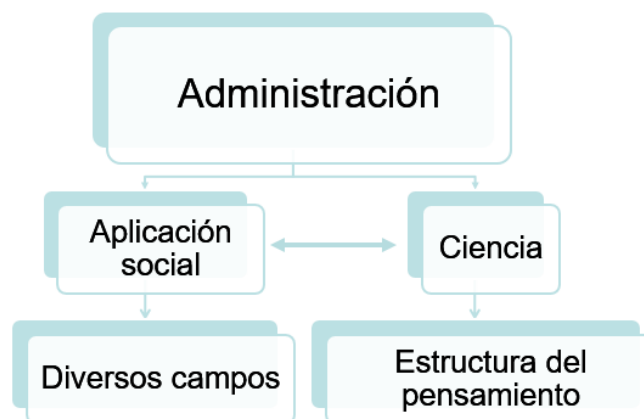 Administración
Aplicación
social
Ciencia
Diversos campos
Estructura del
pensamiento